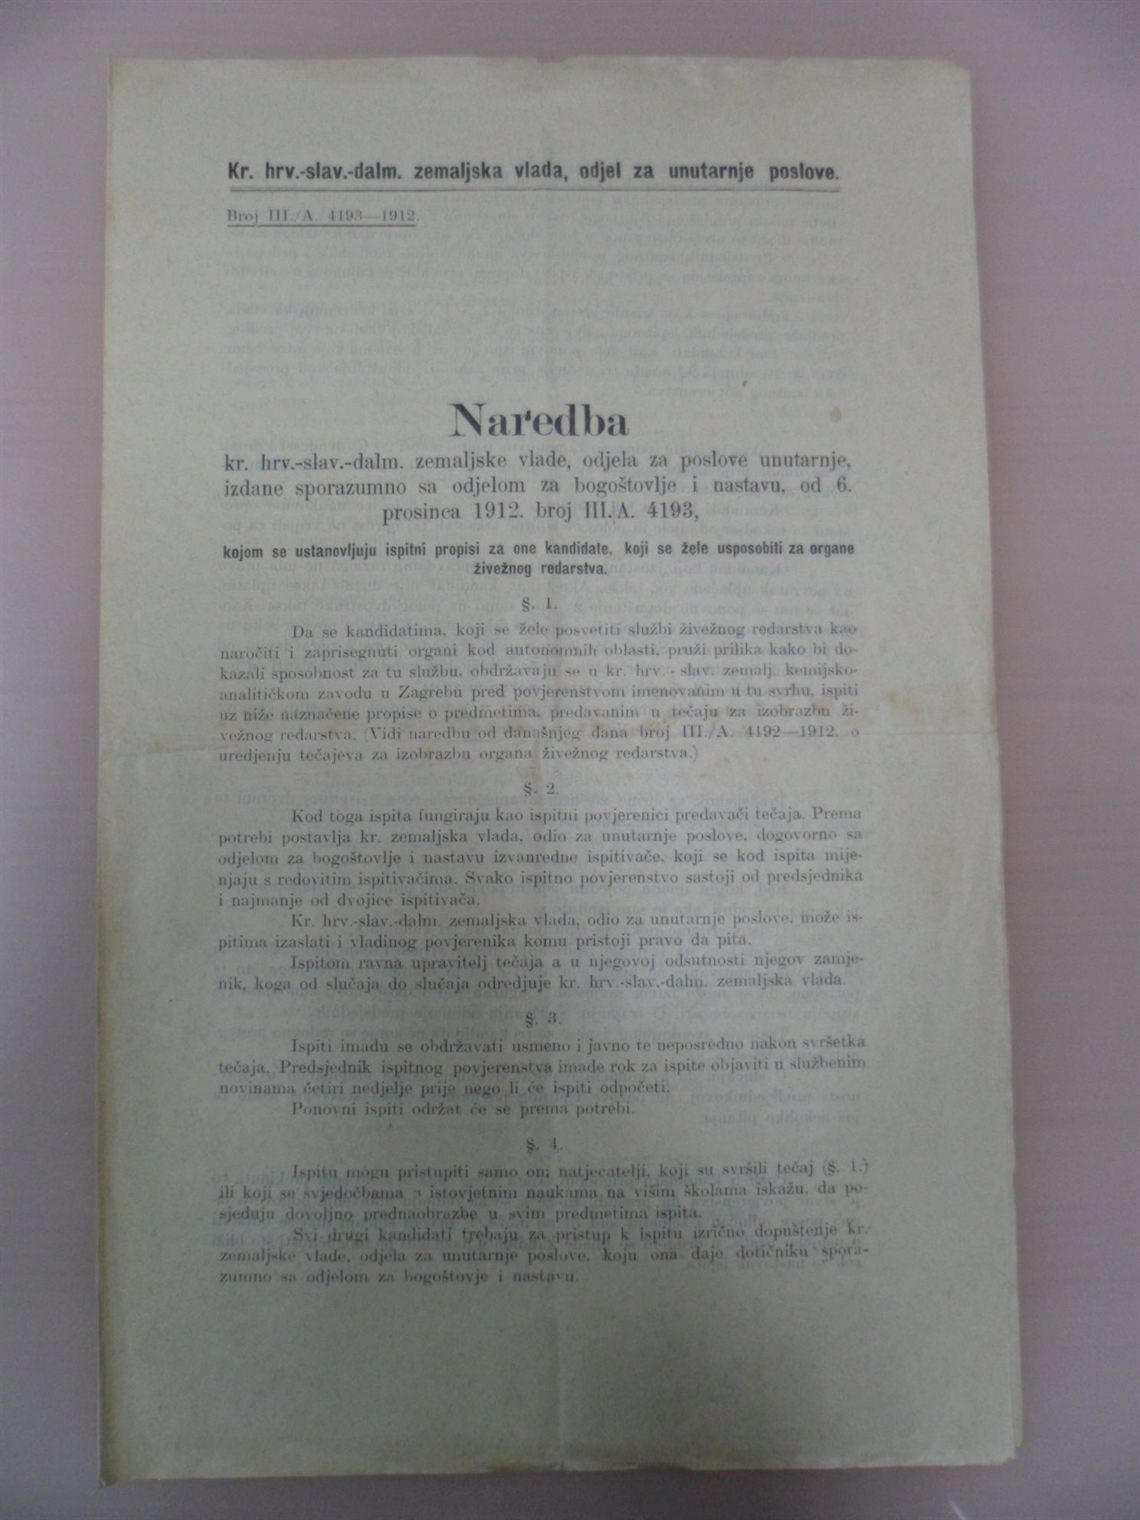 Kr. hrv.-slav.-dalm. zemaljska vlada, odjel za unutarnje poslove.
Broj III./A. 4193—1912.
Naredba
kr. hrv.-slav.-dalm. zemaljske vlade, odjela za poslove unutarnje,
izdane sporazumno sa odjelom za bogoštovlje i nastavu, od 6.
prosinca 1912. broj III.A. 4193,
kojom se ustanovljuju ispitni propisi za one kandidate, koji se žele usposobiti za organe
živežnog redarstva.
§. 1.
Da se kandidatima, koji se žele posvetiti službi živežnog redarstva kao
naročiti i zaprisegnuti organi kod autonomnih oblasti, pruži prilika kako bi do-
kazali sposobnost za tu službu, obdržavaju se u kr. hrv. - slav. zemalj. kemijsko-
analitičkom zavodu u Zagrebu pred povjerenstvom imenovanim u tu svrhu, ispiti
uz niže naznačene propise o predmetima, predavanim u tečaju za izobrazbu ži-
vežnog redarstva. (Vidi naredbu od današnjeg dana broj III./A. 4192—1912. o
uredjenju tečajeva za izobrazbu organa živežnog redarstva.)
§. 2.
Kod toga ispita fungiraju kao ispitni povjerenici predavači tečaja. Prema
potrebi postavlja kr. zemaljska vlada, odio za unutarnje poslove, dogovorno sa
odjelom za bogoštovlje i nastavu izvanredne ispitivače, koji se kod ispita mije-
njaju s redovitim ispitivačima. Svako ispitno povjerenstvo sastoji od predsjednika
i najmanje od dvojice ispitivača.
Kr. hrv.-slav.-dalm. zemaljska vlada, odio za unutarnje poslove, može is-
pitima izaslati i vladinog povjerenika komu pristoji pravo da pita.
Ispitom ravna upravitelj tečaja a u njegovoj odsutnosti njegov zamje-
nik, koga od slučaja do slučaja odredjuje kr. hrv.-slav.-dalm. zemaljska vlada.
§. 3.
Ispiti imadu se obdržavati usmeno i javno te neposredno nakon svršetka
tečaja. Predsjednik ispitnog povjerenstva imade rok za ispite objaviti u službenim
novinama četiri nedjelje prije nego li će ispiti odpočeti.
Ponovni ispiti održat će se prema potrebi.
§. 4.
Ispitu mogu pristupiti samo oni natjecatelji, koji su svršili tečaj (§. 1.)
ili koji se svjedočbama o istovjetnim naukama na višim školama iskažu, da po-
sjeduju dovoljno prednaobrazbe u svim predmetima ispita.
Svi drugi kandidati trebaju za pristup k ispitu izrično dopuštenje kr.
zemaljske vlade, odjela za unutarnje poslove, koju ona daje dotičniku spora-
zumno sa odjelom za bogoštovje i nastavu.